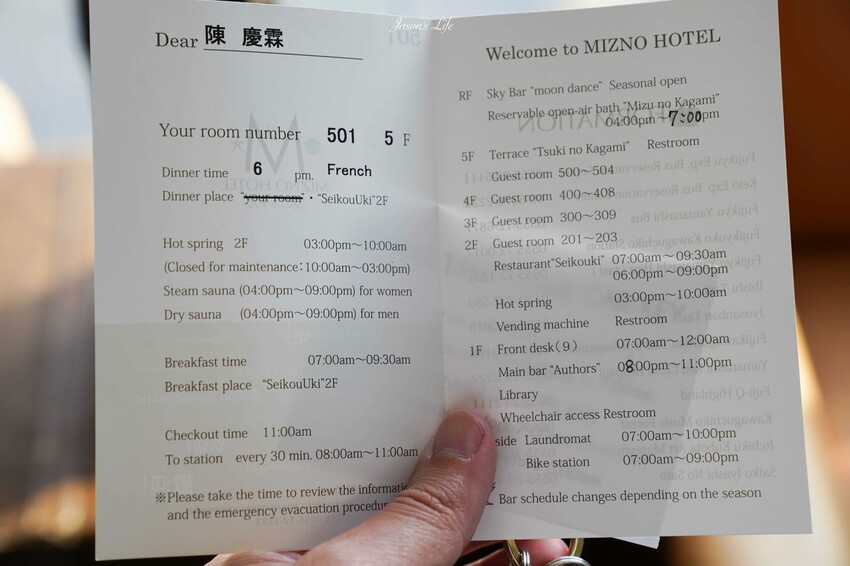 Jason's Life
Dear 陳 慶霖
Your room number 501 5 F
Dinner time 6 pm. French
Dinner place "your room"・"SeikouUki"2F
Hot spring 2F 03:00pm～10:00am
(Closed for maintenance:10:00am～03:00pm)
Steam sauna (04:00pm～09:00pm) for women
Dry sauna (04:00pm～09:00pm) for men
Breakfast time 07:00am～09:30am
Breakfast place "SeikouUki"2F
Checkout time 11:00am
To station every 30 min. 08:00am～11:00am
※Please take the time to review the
and the emergency evacuation
Welcome to MIZNO HOTEL
RF Sky Bar "moon dance" Seasonal open
Reservable open-air bath "Mizu no Kagami"
04:00pm～7:00pm
5F Terrace "Tsuki no Kagami" Restroom
Guest room 500～504
4F Guest room 400～408
3F Guest room 300～309
2F Guest room 201～203
Restaurant"Seikouki" 07:00am～09:30am
06:00pm～09:00pm
Hot spring 03:00pm～10:00am
Vending machine Restroom
1F Front desk(9) 07:00am～12:00am
Main bar "Authors" 08:00pm～11:00pm
Library
Wheelchair access Restroom
Laundromat 07:00am～10:00pm
Bike station 07:00am～09:00pm
Bar schedule changes depending on the season